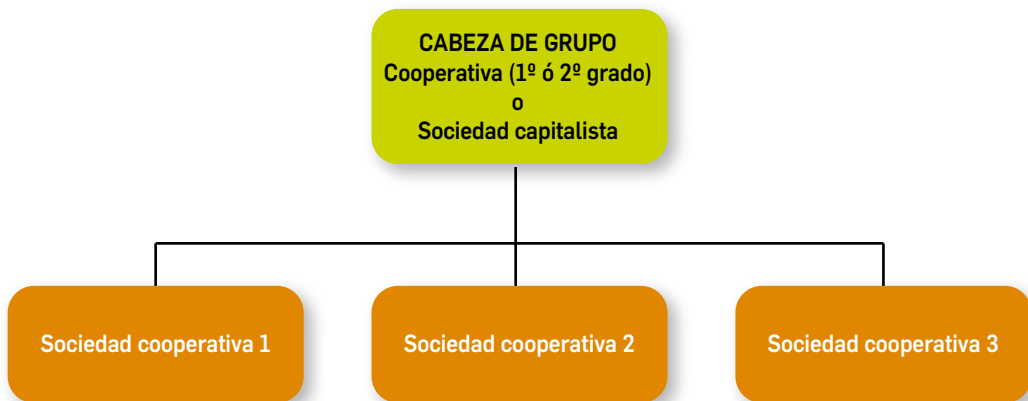 CABEZA DE GRUPO
Cooperativa (1º ó 2º grado)
o
Sociedad capitalista
Sociedad cooperativa 1
Sociedad cooperativa 2
Sociedad cooperativa 3